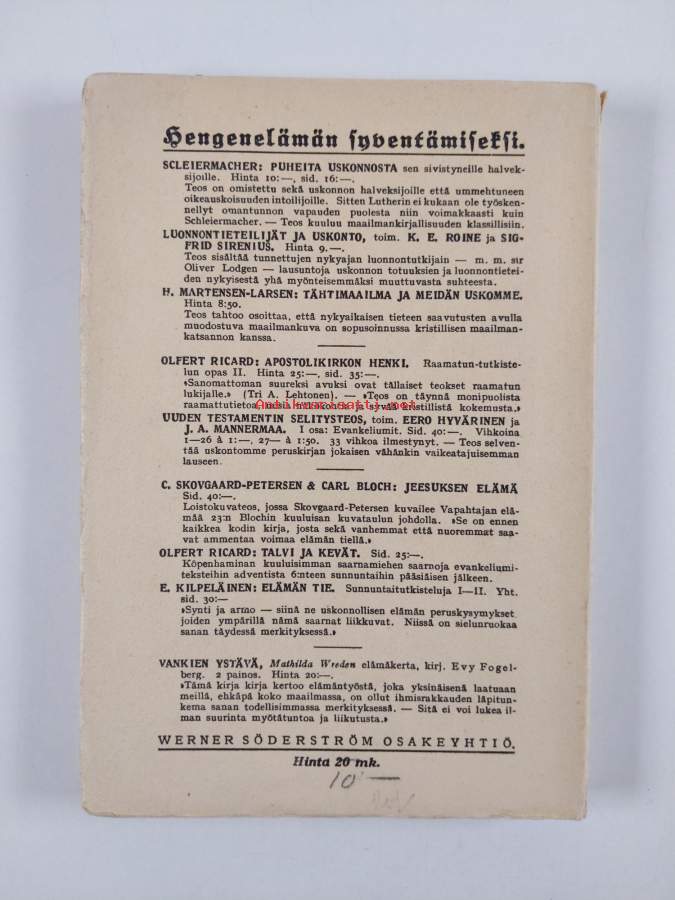 Hengenelämän syventämiseksi.
SCLEIERMACHER: PUHEITA USKONNOSTA sen sivistyneille halvek-
sijoille. Hinta 10:—, sid. 16:—.
Teos on omistettu sekä uskonnon halveksijoille että ummehtuneen
oikeauskoisuuden intoilijoille. Sitten Lutherin ei kukaan ole työsken-
nellyt omantunnon vapauden puolesta niin voimakkaasti kuin
Schleiermacher. — Teos kuuluu maailmankirjallisuuden klassillisiin.
LUONNONTIETEILIJÄT JA USKONTO, toim. K. E. ROINE ja SIG-
FRID SIRENIUS. Hinta 9.—.
Teos sisältää tunnettujen nykyajan luonnontutkijain — m. m. sir
Oliver Lodgen — lausuntoja uskonnon totuuksien ja luonnontietei-
den nykyisestä yhä myönteisemmäksi muuttuvasta suhteesta.
H. MARTENSEN-LARSEN: TÄHTIMAAILMA JA MEIDÄN USKOMME.
Hinta 8:50.
Teos tahtoo osoittaa, että nykyaikaisen tieteen saavutusten avulla
muodostuva maailmankuva on sopusoinnussa kristillisen maailman-
katsannon kanssa.
OLFERT RICARD: APOSTOLIKIRKON HENKI. Raamatun-tutkiste-
lun opas II. Hinta 25:—, sid. 35:—.
»Sanomattoman suureksi avuksi ovat tällaiset teokset raamatun
lukijalle.» (Tri A. Lehtonen). — »Teos on täynnä monipuolista
raamattutietoa, ja syvää kristillistä kokemusta.»
UUDEN TESTAMENTIN SELITYSTEOS, toim. EERO HYVÄRINEN ja
J. A. MANNERMAA. I osa: Evankeliumit. Sid. 40:—. Vihkoina
1—26 à 1:—, 27— à 1:50. 33 vihkoa ilmestynyt. — Teos selven-
tää uskontomme peruskirjan jokaisen vähänkin vaikeatajuisemman
lauseen.
C. SKOVGAARD-PETERSEN & CARL BLOCH: JEESUKSEN ELÄMÄ
Sid. 40:—.
Loistokuvateos, jossa Skovgaard-Petersen kuvailee Vapahtajan elä-
mää 23:n Blochin kuuluisan kuvataulun johdolla. »Se on ennen
kaikkea kodin kirja, josta sekä vanhemmat että nuoremmat saa-
vat ammentaa voimaa elämän tiellä.»
OLFERT RICARD: TALVI JA KEVÄT. Sid. 25:—.
Köpenhaminan kuuluisimman saarnamiehen saarnoja evankeliumi-
teksteihin adventista 6:nteen sunnuntaihin pääsiäisen jälkeen.
E. KILPELÄINEN: ELÄMÄN TIE. Sunnuntaitutkisteluja I—II. Yht.
sid. 30:—
»Synti ja armo — siinä ne uskonnollisen elämän peruskysymykset
joiden ympärillä nämä saarnat liikkuvat. Niissä on sielunruokaa
sanan täydessä merkityksessä.»
VANKIEN YSTÄVÄ, Mathilda Wreden elämäkerta, kirj. Evy Fogel-
berg. 2 painos. Hinta 20:—.
»Tämä kirja kirja kertoo elämäntyöstä, joka yksinäisenä laatuaan
meillä, ehkäpä koko maailmassa, on ollut ihmisrakkauden läpitun-
kema sanan todellisimmassa merkityksessä. — Sitä ei voi lukea il-
man suurinta myötätuntoa ja liikutusta.»
WERNER SÖDERSTRÖM OSAKEYHTIÖ.
Hinta 20 mk.
10 —